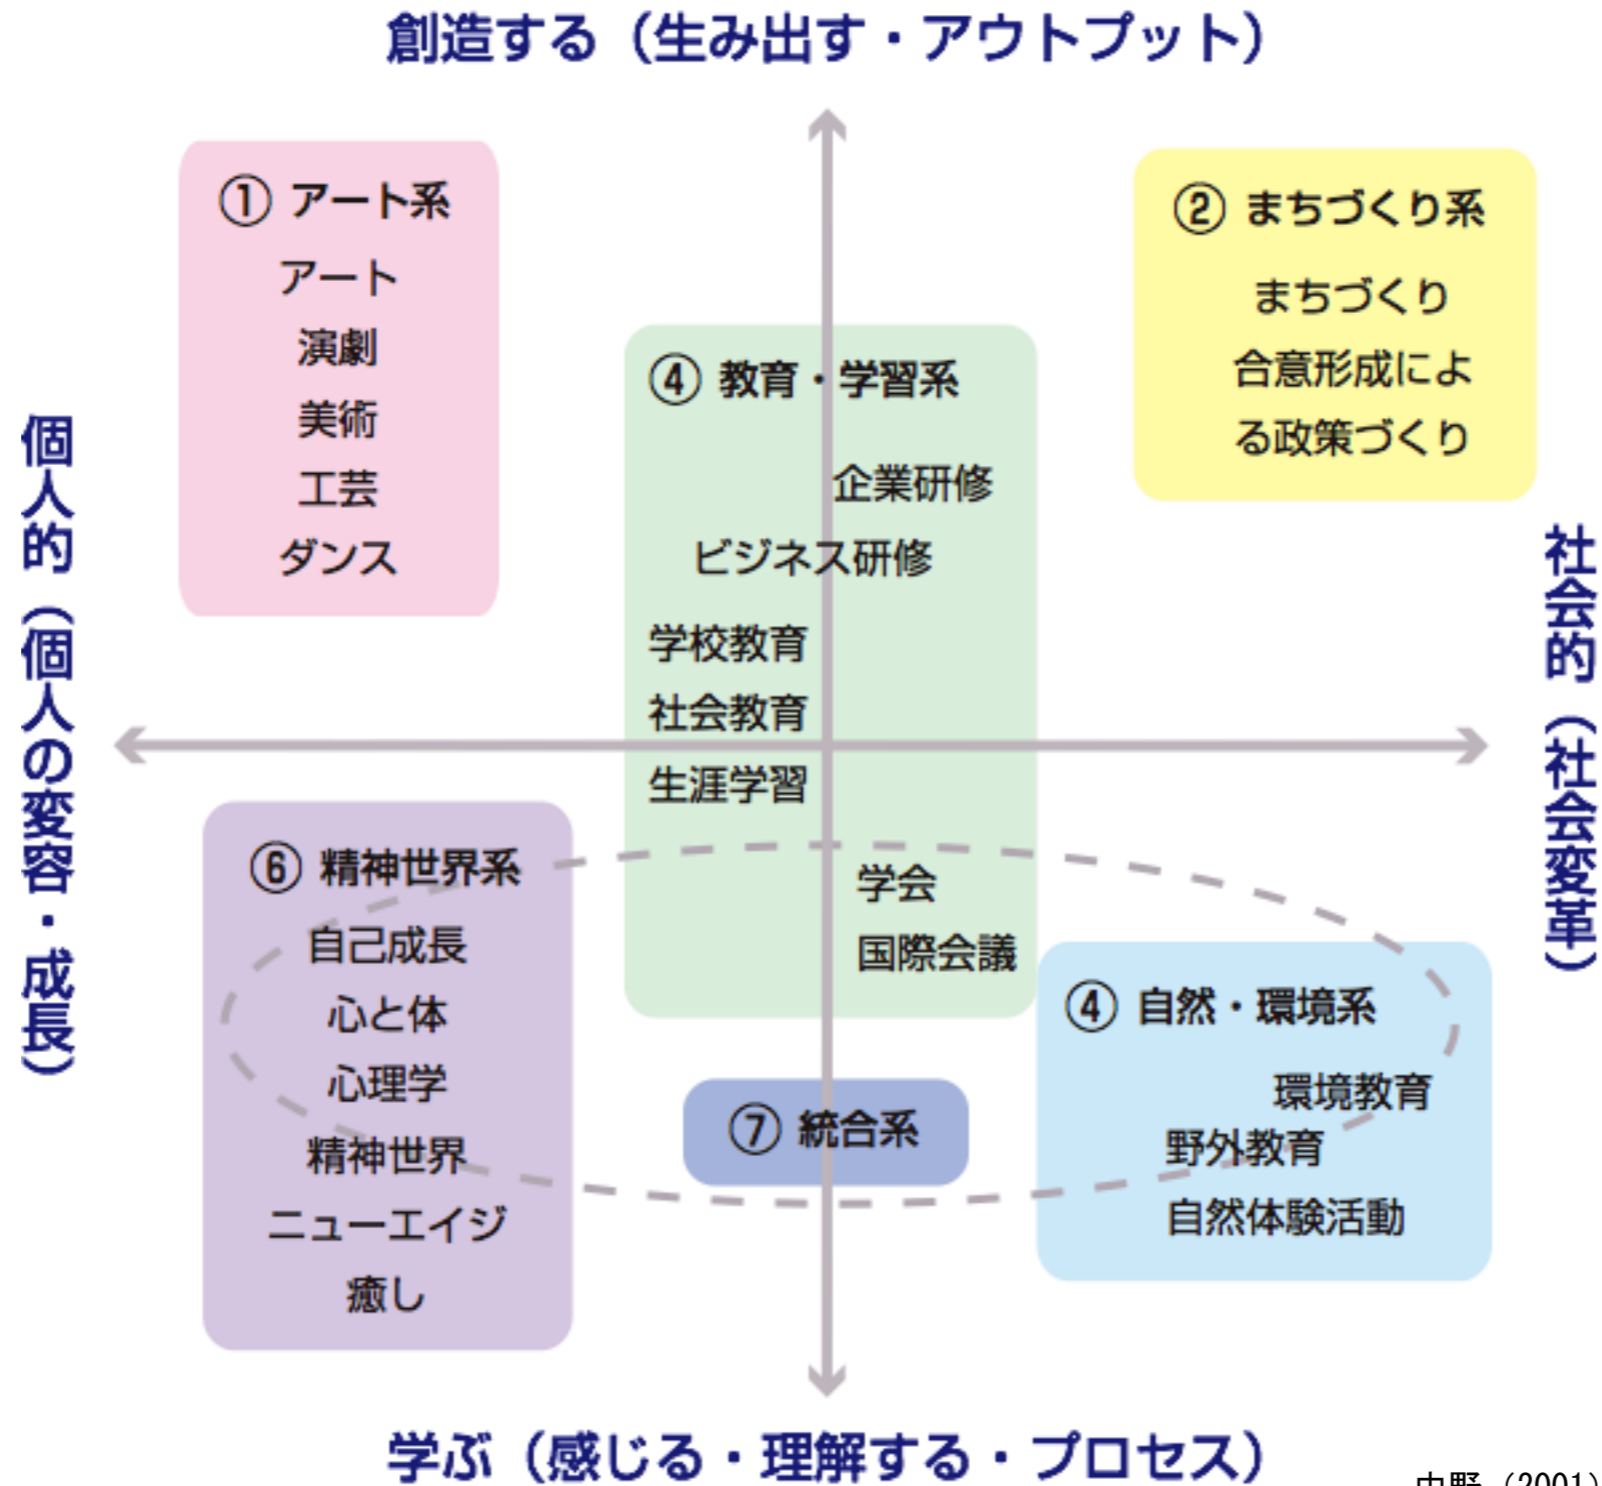 創造する（生み出す・アウトプット）
① アート系
アート
演劇
美術
工芸
ダンス
② まちづくり系
まちづくり
合意形成によ
る政策づくり
④ 教育・学習系
企業研修
ビジネス研修
学校教育
社会教育
生涯学習
学会
国際会議
個人的（個人の変容・成長）
社会的（社会変革）
⑥ 精神世界系
自己成長
心と体
心理学
精神世界
ニューエイジ
癒し
⑦ 統合系
④ 自然・環境系
環境教育
野外教育
自然体験活動
学ぶ（感じる・理解する・プロセス）
中野（2001）